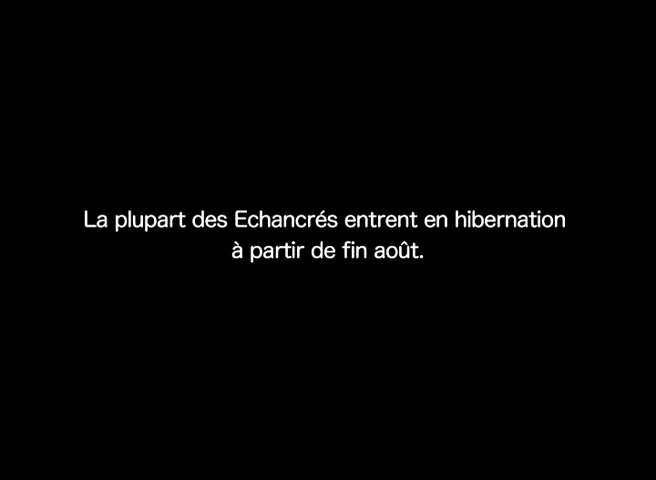 La plupart des Echancrés entrent en hibernation
à partir de fin août.